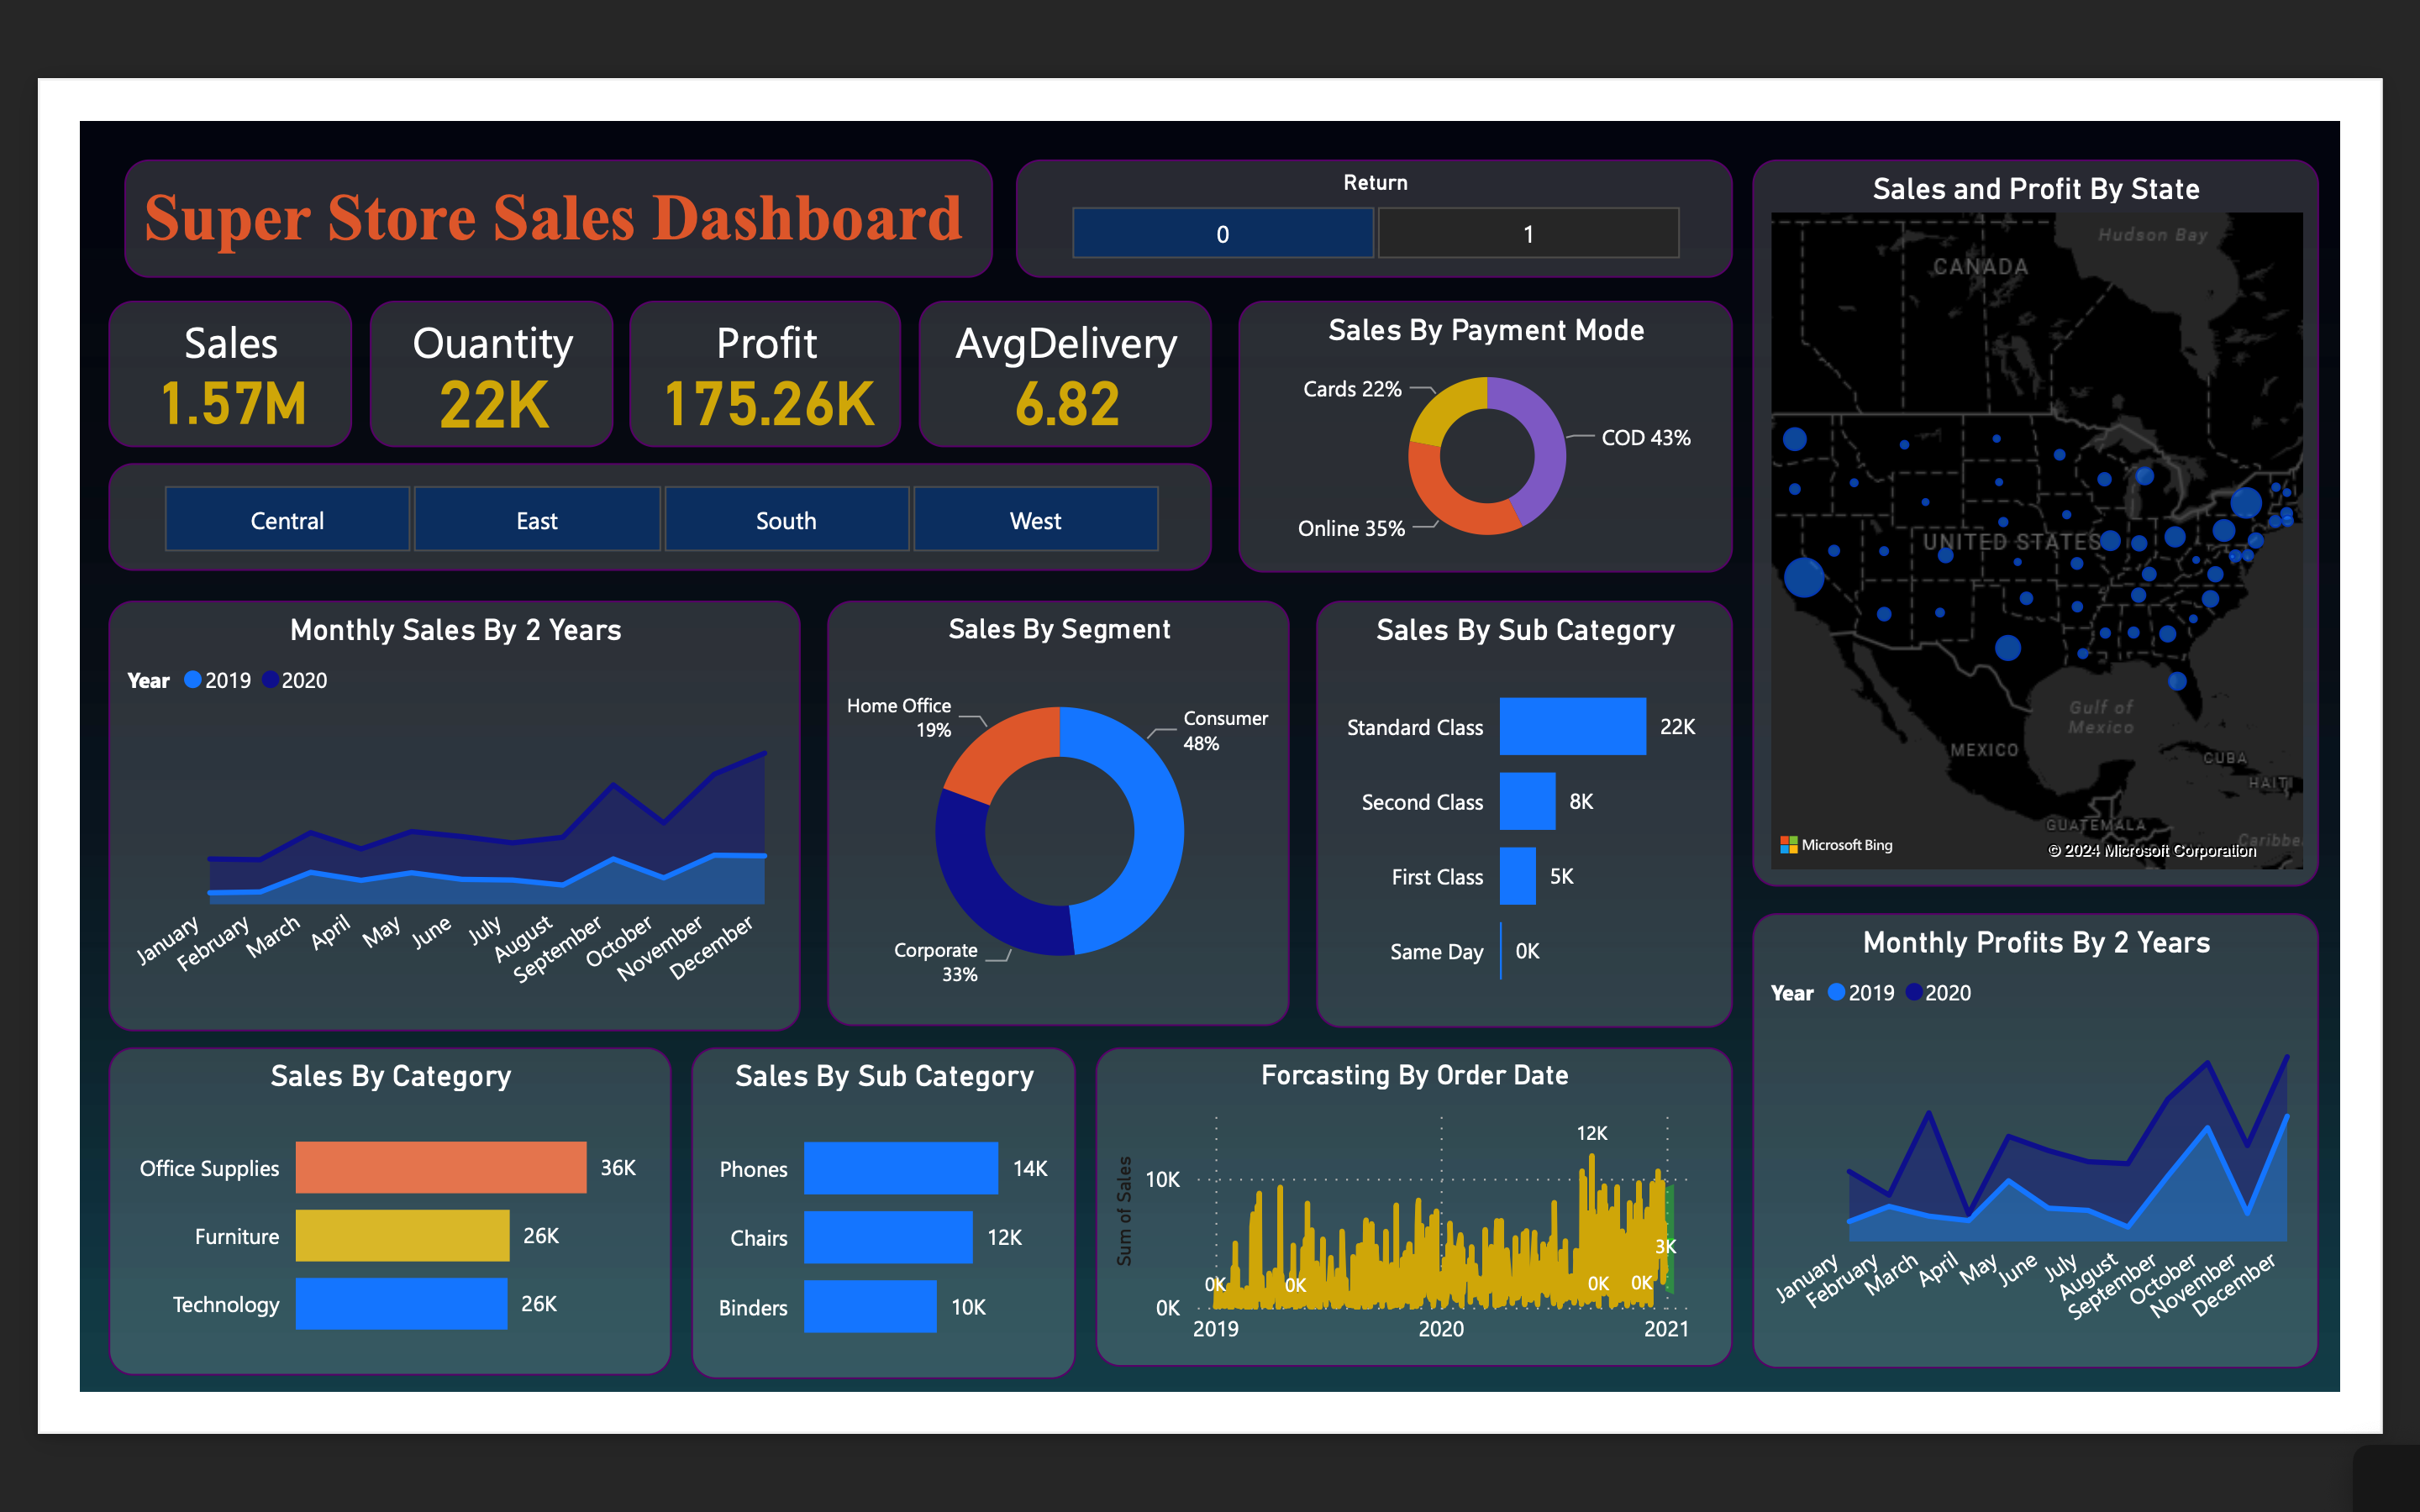 Super Store Sales Dashboard
Return
0
1
Sales
1.57M
Quantity
22K
Profit
175.26K
AvgDelivery
6.82
Central
East
South
West
Sales By Payment Mode
Cards 22%
COD 43%
Online 35%
Sales and Profit By State
Hudson Bay
CANADA
UNITED STATES
Gulf of
Mexico
MEXICO
CUBA
HAITI
GUATEMALA
Caribbe
Microsoft Bing
© 2024 Microsoft Corporation
Monthly Sales By 2 Years
Year 2019 2020
January
February
March
April
May
June
July
August
September
October
November
December
Sales By Segment
Home Office
19%
Consumer
48%
Corporate
33%
Sales By Sub Category
Standard Class 22K
Second Class 8K
First Class 5K
Same Day 0K
Monthly Profits By 2 Years
Year 2019 2020
January
February
March
April
May
June
July
August
September
October
November
December
Sales By Category
Office Supplies 36K
Furniture 26K
Technology 26K
Sales By Sub Category
Phones 14K
Chairs 12K
Binders 10K
Forcasting By Order Date
Sum of Sales
12K
10K
3K
0K
0K
0K
0K
0K
2019
2020
2021